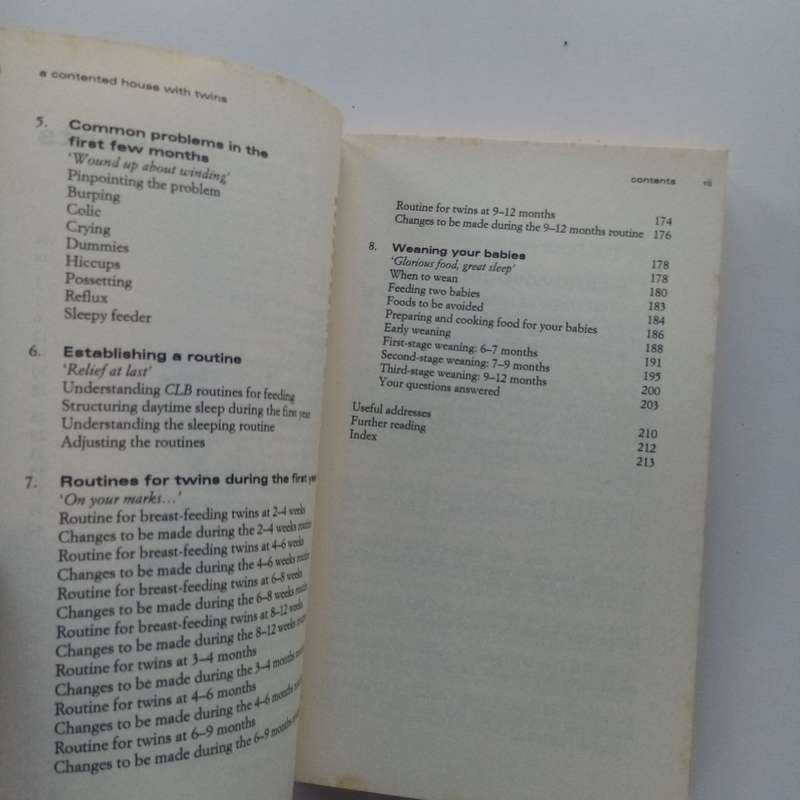 a contented house with twins
5. Common problems in the
first few months
'Wound up about winding'
Pinpointing the problem
Burping
Colic
Crying
Dummies
Hiccups
Possetting
Reflux
Sleepy feeder
6. Establishing a routine
'Relief at last'
Understanding CLB routines for feeding
Structuring daytime sleep during the first year
Understanding the sleeping routine
Adjusting the routines
7. Routines for twins during the first
'On your marks...'
Routine for breast-feeding twins at 2–4 weeks
Changes to be made during the 2–4 weeks
Routine for breast-feeding twins at 4–6 weeks
Changes to be made during the 4–6 weeks
Routine for breast-feeding twins at 6–8 weeks
Changes to be made during the 6–8 weeks
Routine for breast-feeding twins at 8–12 weeks
Changes to be made during the 8–12 weeks
Routine for twins at 3–4 months
Changes to be made during the 3–4 months
Routine for twins at 4–6 months
Changes to be made during the 4–6 months
Routine for twins at 6–9 months
Changes to be made during the 6–9 months
contents vii
Routine for twins at 9–12 months 174
Changes to be made during the 9–12 months routine 176
8. Weaning your babies 178
'Glorious food, great sleep' 178
When to wean 180
Feeding two babies 183
Foods to be avoided 184
Preparing and cooking food for your babies 186
Early weaning 188
First-stage weaning: 6–7 months 191
Second-stage weaning: 7–9 months 195
Third-stage weaning: 9–12 months 200
Your questions answered 203
Useful addresses 210
Further reading 212
Index 213